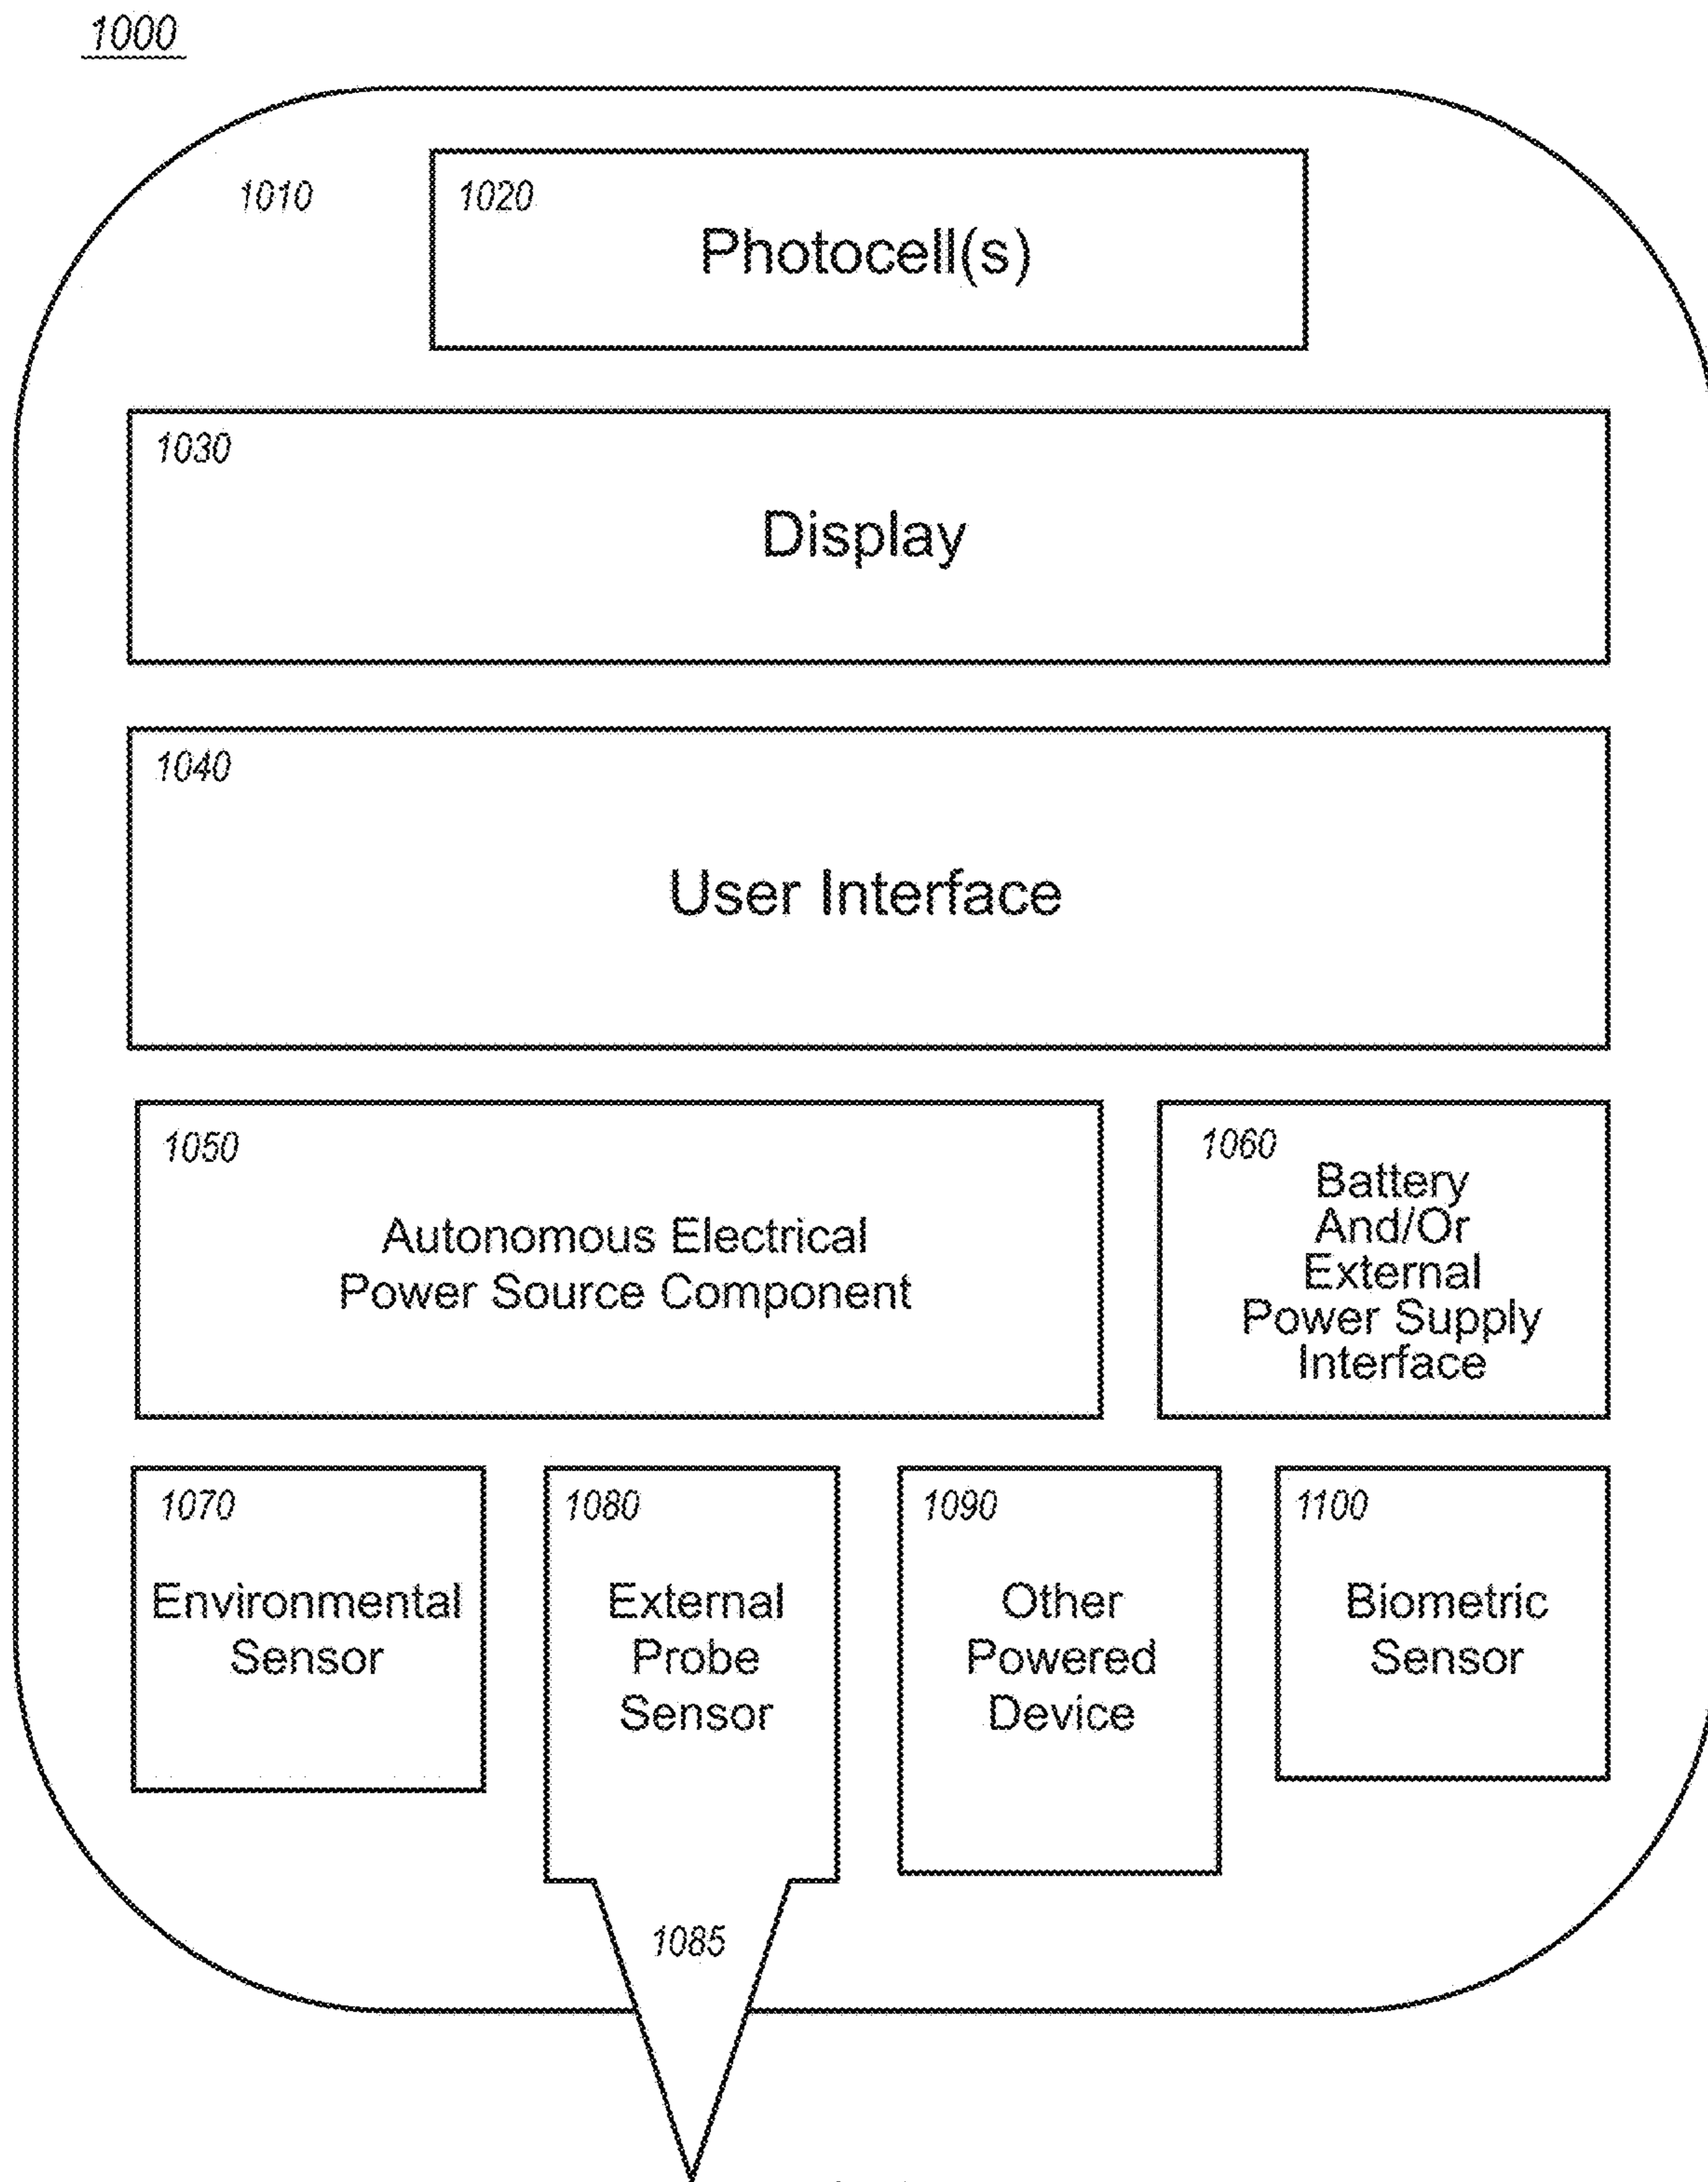 1000
1010
1020
Photocell(s)
1030
Display
1040
User Interface
1050
Autonomous Electrical
Power Source Component
1060
Battery
And/Or
External
Power Supply
Interface
1070
Environmental
Sensor
1080
External
Probe
Sensor
1085
1090
Other
Powered
Device
1100
Biometric
Sensor